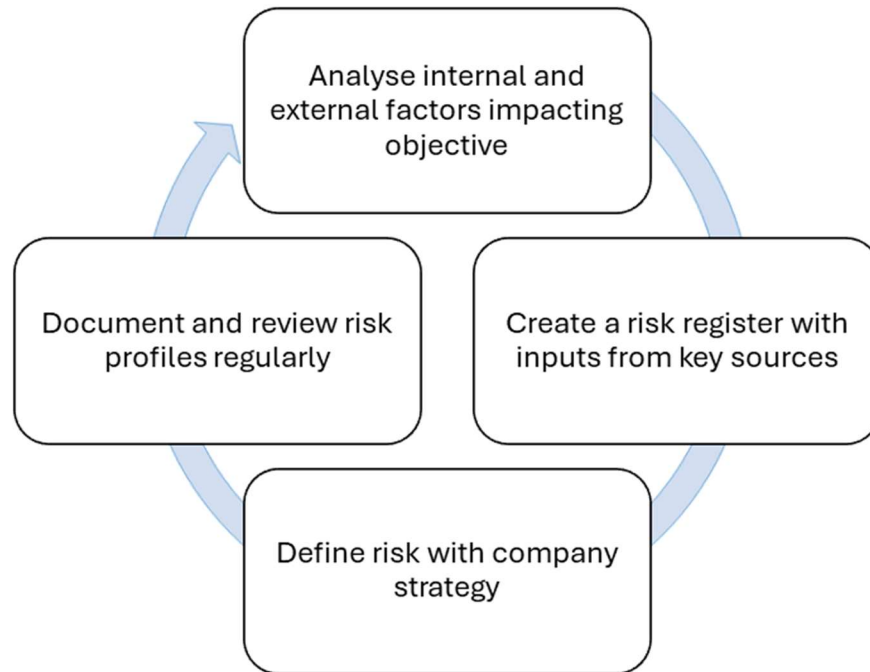 Analyse internal and
external factors impacting
objective
Create a risk register with
inputs from key sources
Define risk with company
strategy
Document and review risk
profiles regularly